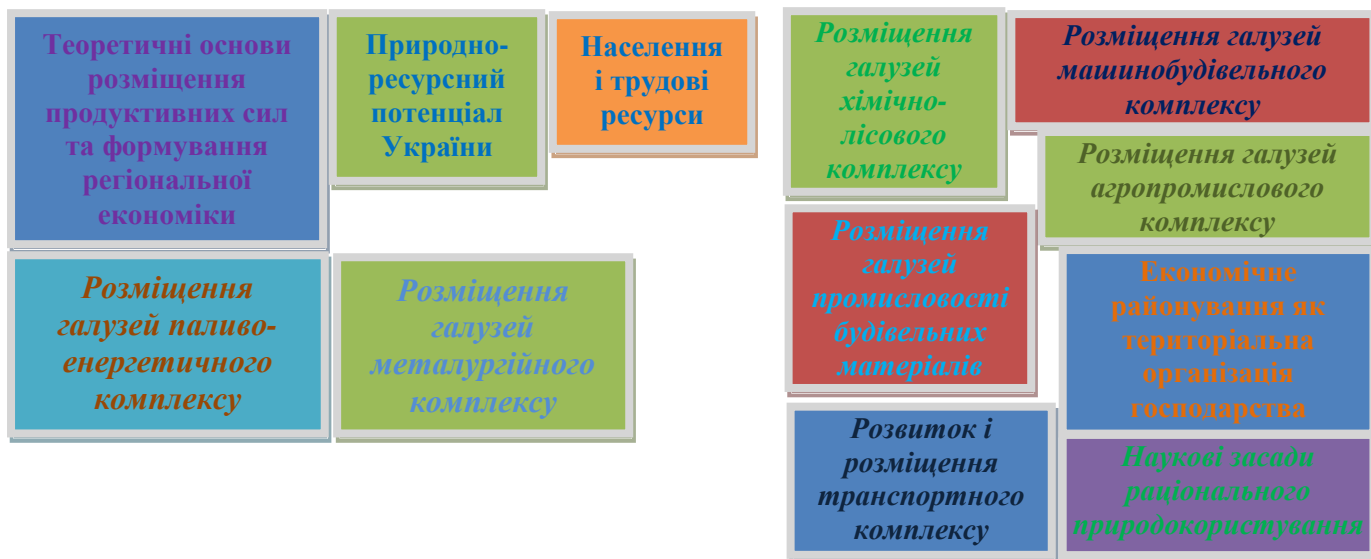 Теоретичні основи
розміщення
продуктивних сил
та формування
регіональної
економіки
Природно-
ресурсний
потенціал
України
Населення
і трудові
ресурси
Розміщення
галузей паливо-
енергетичного
комплексу
Розміщення
галузей
металургійного
комплексу
Розміщення
галузей
хімічно-
лісового
комплексу
Розміщення галузей
машинобудівельного
комплексу
Розміщення галузей
агропромислового
комплексу
Розміщення
галузей
промисловості
будівельних
матеріалів
Економічне
районування як
територіальна
організація
господарства
Розвиток і
розміщення
транспортного
комплексу
Наукові засади
раціонального
природокористування